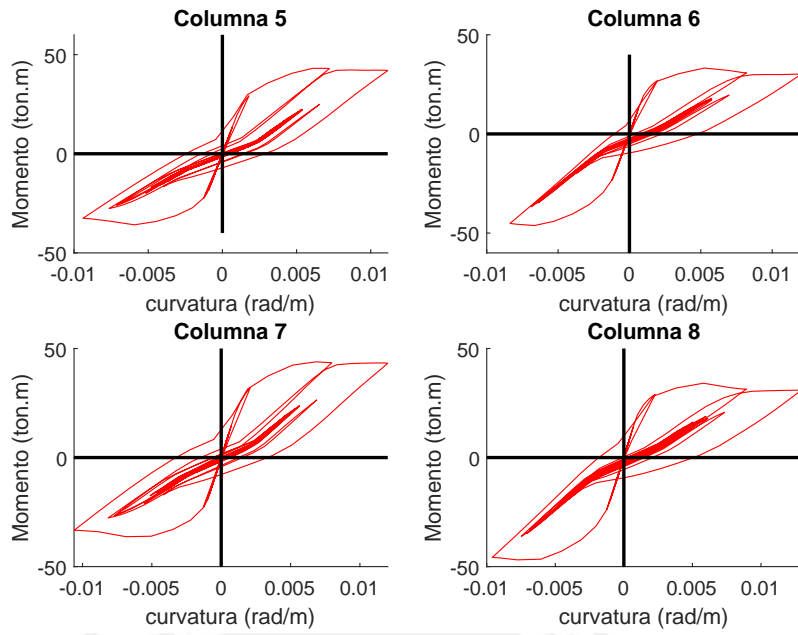 Columna 5
Momento (ton.m)
50
0
-50
-0.01 -0.005 0 0.005 0.01
curvatura (rad/m)
Columna 6
Momento (ton.m)
50
0
-50
-0.01 -0.005 0 0.005 0.01
curvatura (rad/m)
Columna 7
Momento (ton.m)
50
0
-50
-0.01 -0.005 0 0.005 0.01
curvatura (rad/m)
Columna 8
Momento (ton.m)
50
0
-50
-0.01 -0.005 0 0.005 0.01
curvatura (rad/m)